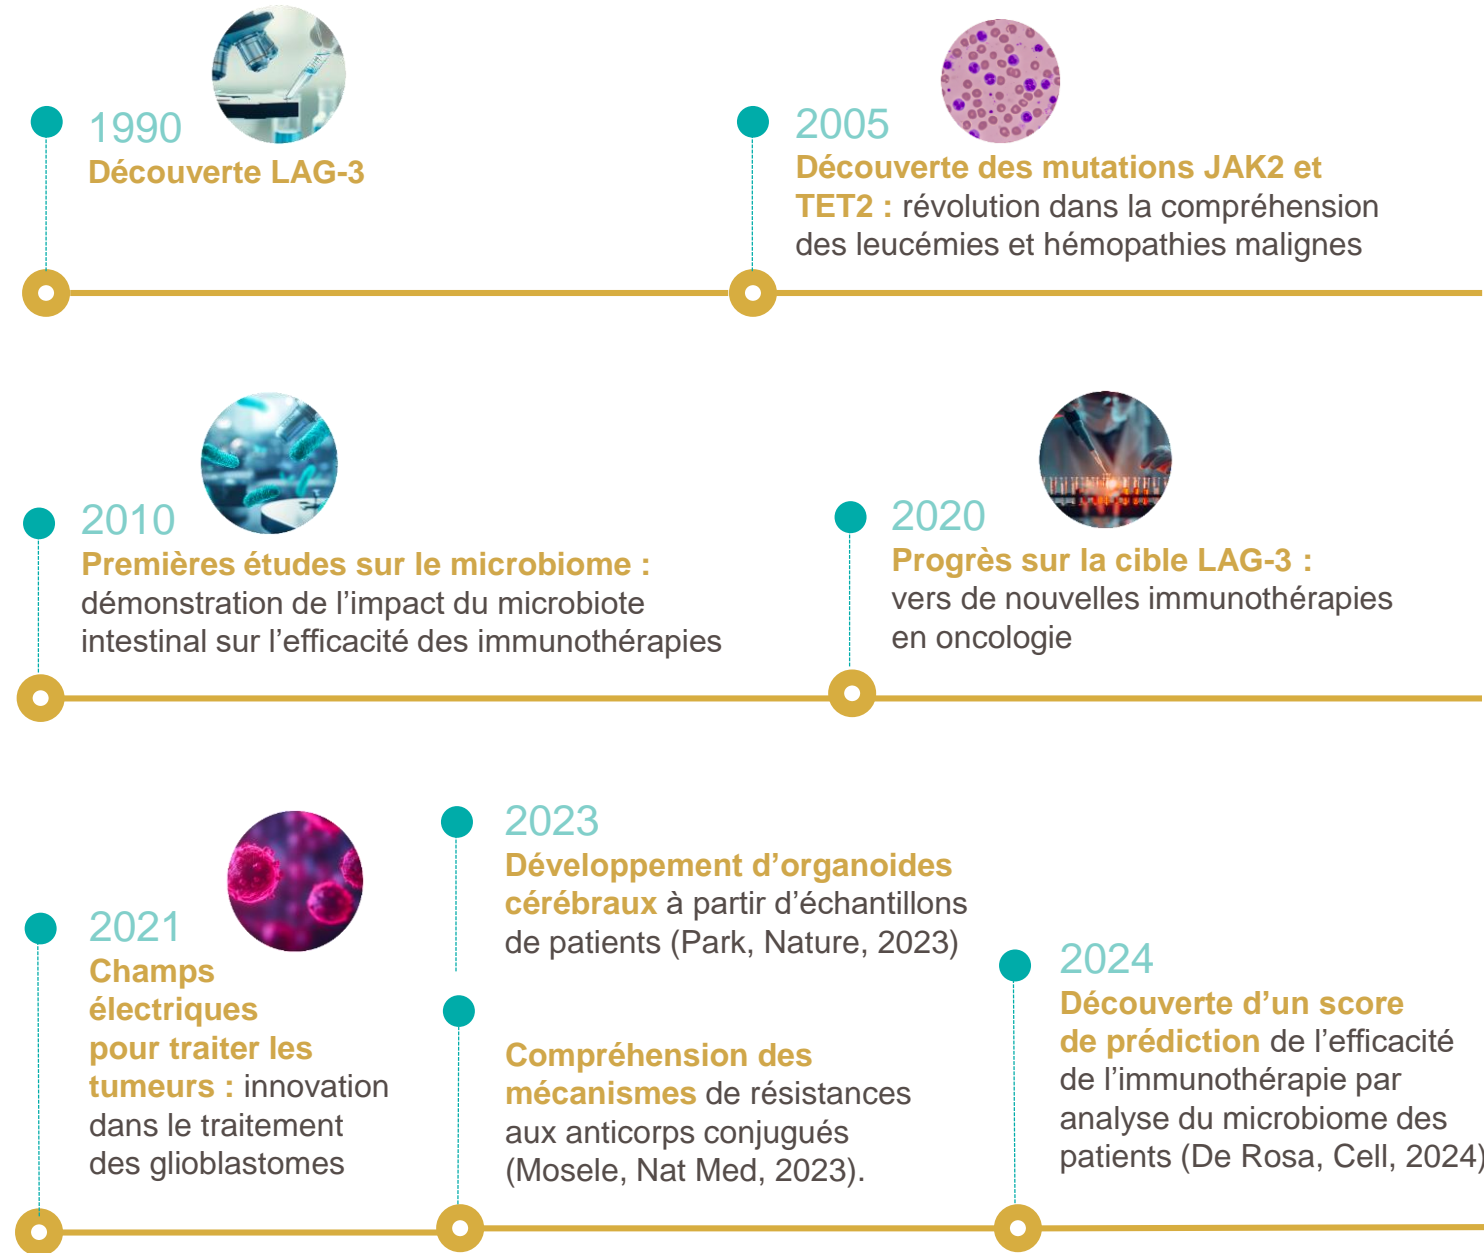 1990
Découverte LAG-3
2005
Découverte des mutations JAK2 et
TET2 : révolution dans la compréhension
des leucémies et hémopathies malignes
2010
Premières études sur le microbiome :
démonstration de l’impact du microbiote
intestinal sur l’efficacité des immunothérapies
2020
Progrès sur la cible LAG-3 :
vers de nouvelles immunothérapies
en oncologie
2021
Champs
électriques
pour traiter les
tumeurs : innovation
dans le traitement
des glioblastomes
2023
Développement d’organoides
cérébraux à partir d’échantillons
de patients (Park, Nature, 2023)
Compréhension des
mécanismes de résistances
aux anticorps conjugués
(Mosele, Nat Med, 2023).
2024
Découverte d’un score
de prédiction de l’efficacité
de l’immunothérapie par
analyse du microbiome des
patients (De Rosa, Cell, 2024)